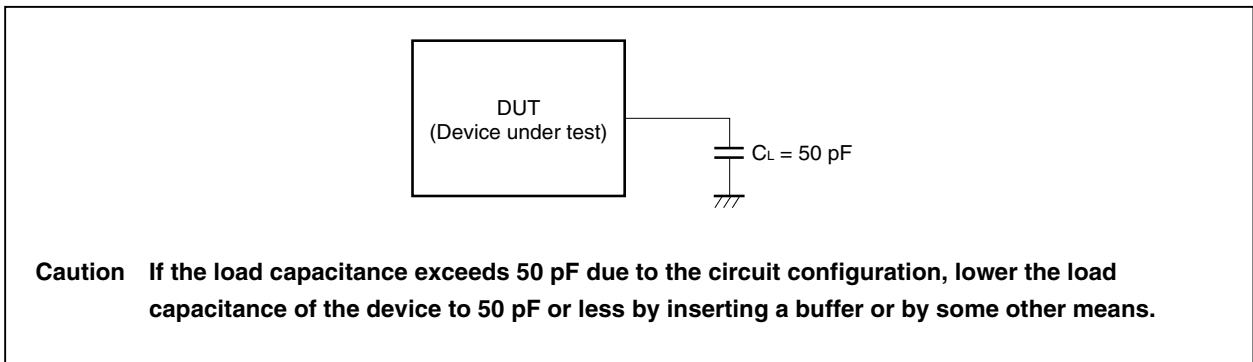 DUT
(Device under test)
CL = 50 pF
Caution If the load capacitance exceeds 50 pF due to the circuit configuration, lower the load
capacitance of the device to 50 pF or less by inserting a buffer or by some other means.